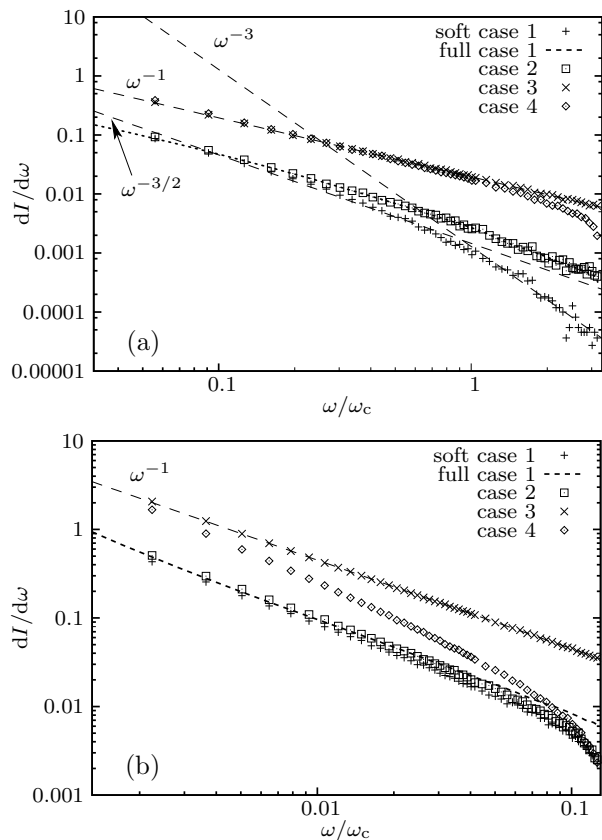 10
1
0.1
0.01
0.001
0.0001
0.00001
dI/dω
ω⁻³
ω⁻¹
ω⁻³/²
soft case 1
full case 1
case 2
case 3
case 4
(a)
0.1
1
ω/ω_c
10
1
0.1
0.01
0.001
dI/dω
ω⁻¹
soft case 1
full case 1
case 2
case 3
case 4
(b)
0.01
0.1
ω/ω_c